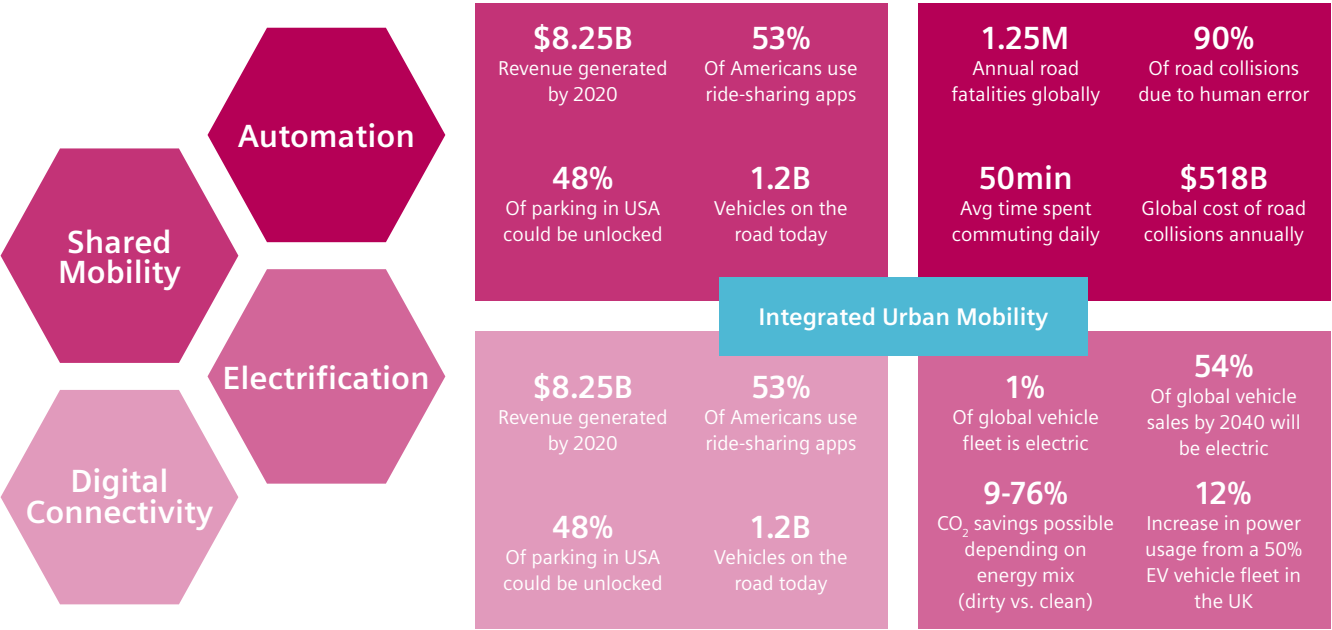 Automation
Shared
Mobility
Electrification
Digital
Connectivity
$8.25B
Revenue generated
by 2020
53%
Of Americans use
ride-sharing apps
48%
Of parking in USA
could be unlocked
1.2B
Vehicles on the
road today
1.25M
Annual road
fatalities globally
90%
Of road collisions
due to human error
50min
Avg time spent
commuting daily
$518B
Global cost of road
collisions annually
Integrated Urban Mobility
$8.25B
Revenue generated
by 2020
53%
Of Americans use
ride-sharing apps
48%
Of parking in USA
could be unlocked
1.2B
Vehicles on the
road today
1%
Of global vehicle
fleet is electric
54%
Of global vehicle
sales by 2040 will
be electric
9-76%
CO₂ savings possible
depending on
energy mix
(dirty vs. clean)
12%
Increase in power
usage from a 50%
EV vehicle fleet in
the UK